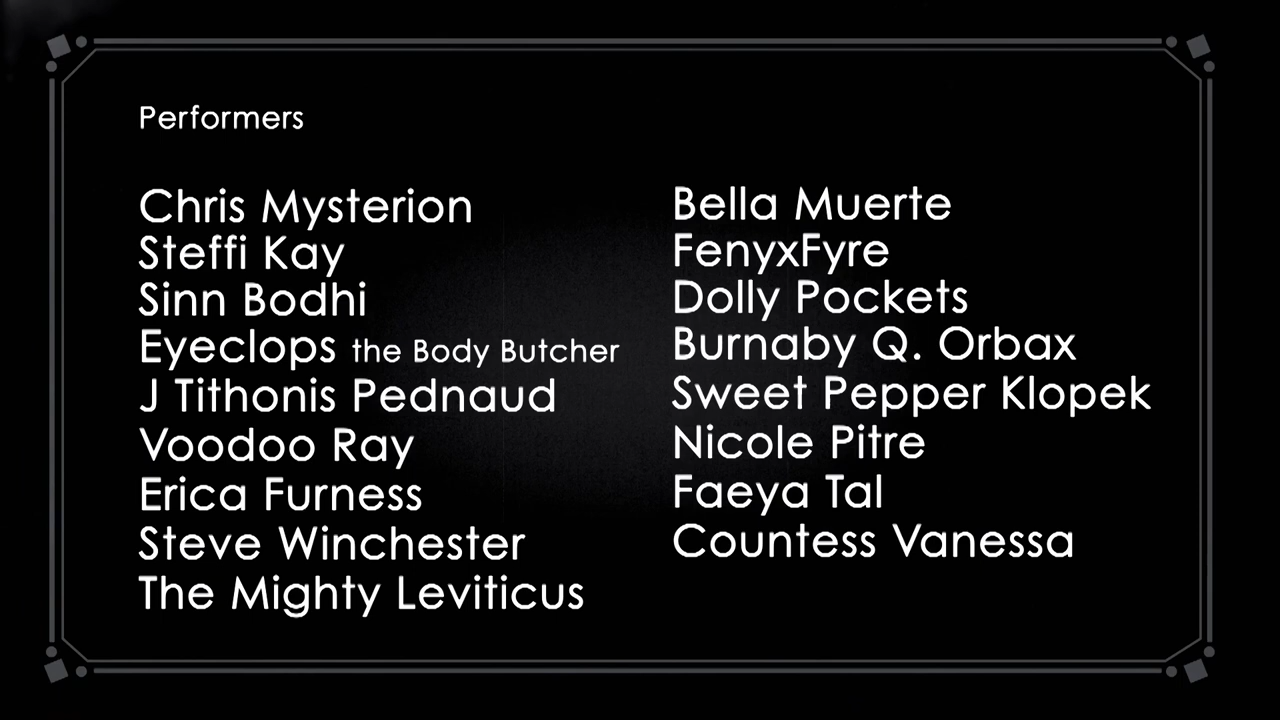 Performers
Chris Mysterion
Steffi Kay
Sinn Bodhi
Eyeclops the Body Butcher
J Tithonis Pednaud
Voodoo Ray
Erica Furness
Steve Winchester
The Mighty Leviticus
Bella Muerte
FenyxFyre
Dolly Pockets
Burnaby Q. Orbax
Sweet Pepper Klopek
Nicole Pitre
Faeya Tal
Countess Vanessa